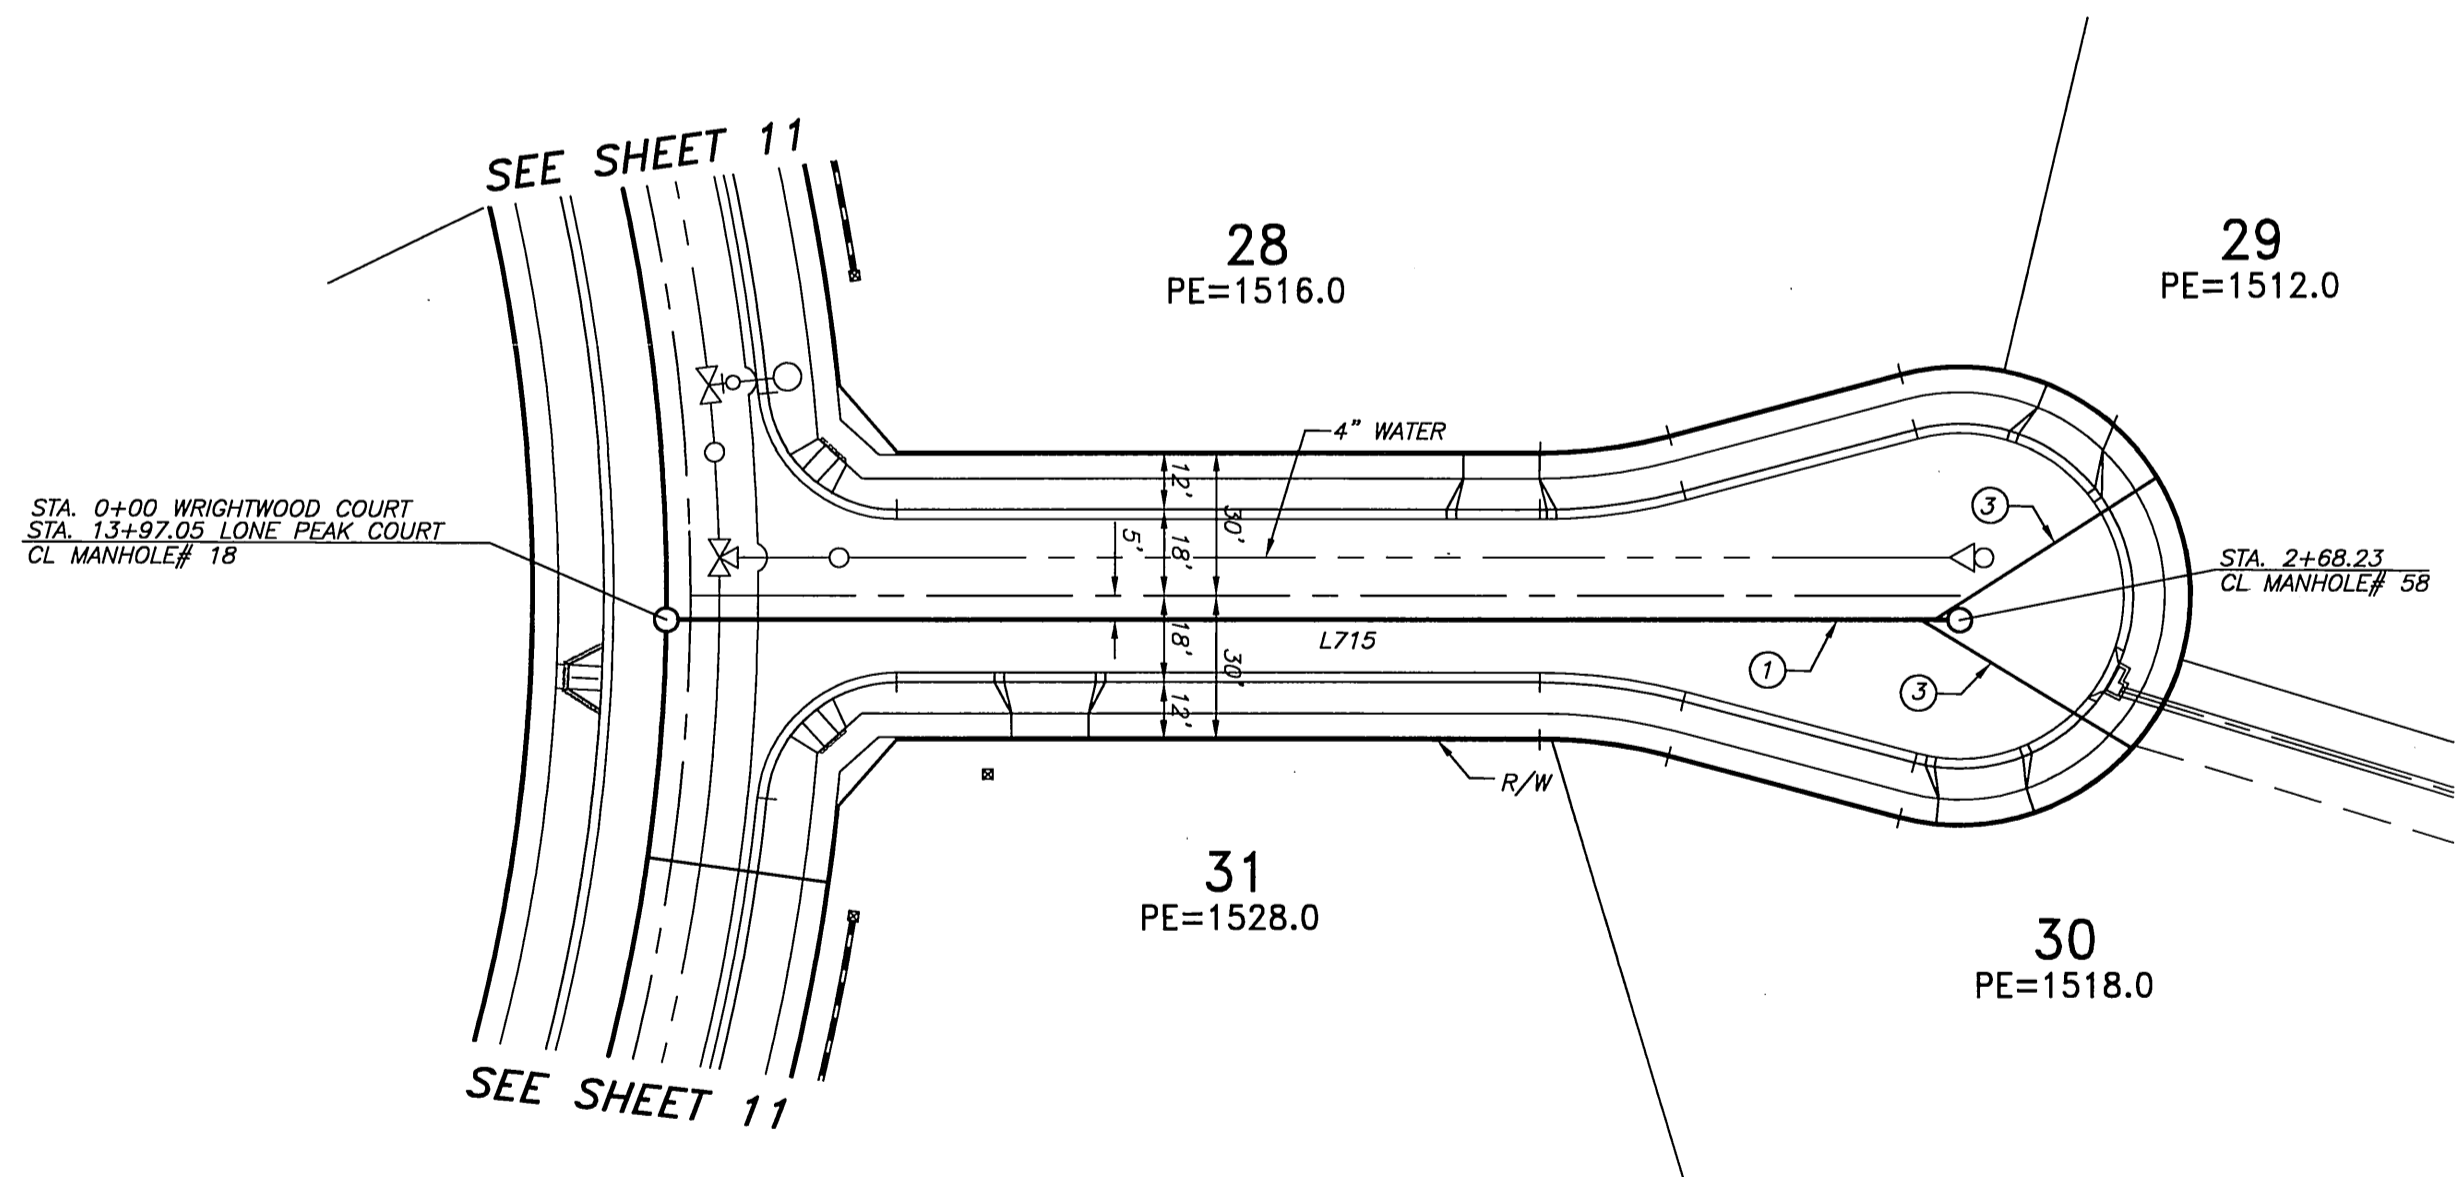 SEE SHEET 11
28
PE=1516.0
29
PE=1512.0
4" WATER
STA. 0+00 WRIGHTWOOD COURT
STA. 13+97.05 LONE PEAK COURT
CL MANHOLE# 18
12'
30'
5'
18'
3
STA. 2+68.23
CL MANHOLE# 58
L715
18'
30'
12'
1
3
R/W
31
PE=1528.0
30
PE=1518.0
SEE SHEET 11